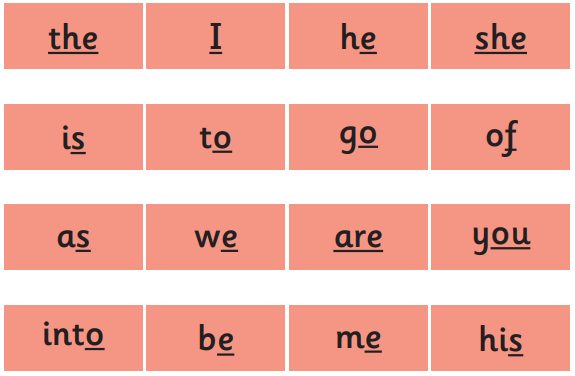 the I he she
is to go of
as we are you
into be me his